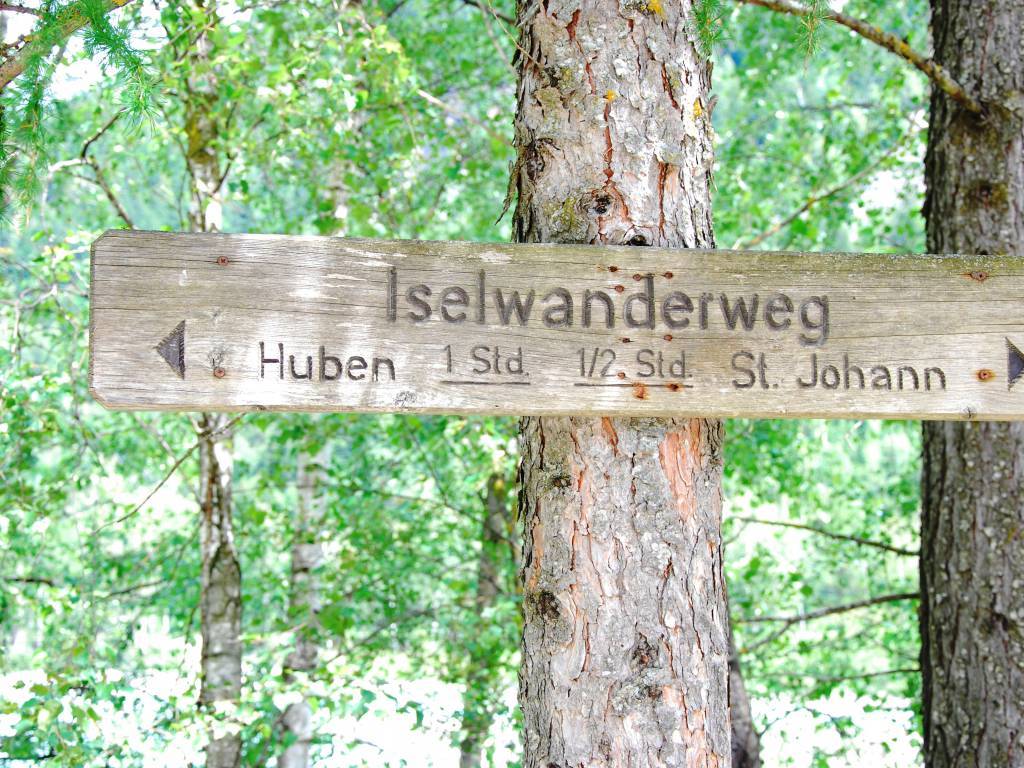 Iselwanderweg
Huben 1 Std. 1/2 Std. St. Johann